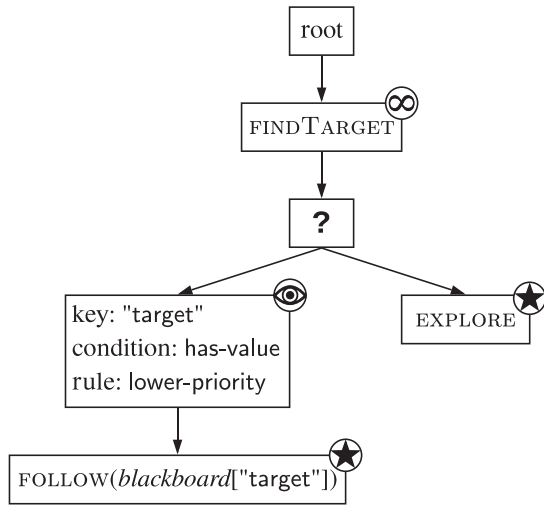 root
∞
FINDTARGET
?
key: "target"
condition: has-value
rule: lower-priority
EXPLORE
FOLLOW(blackboard["target"])